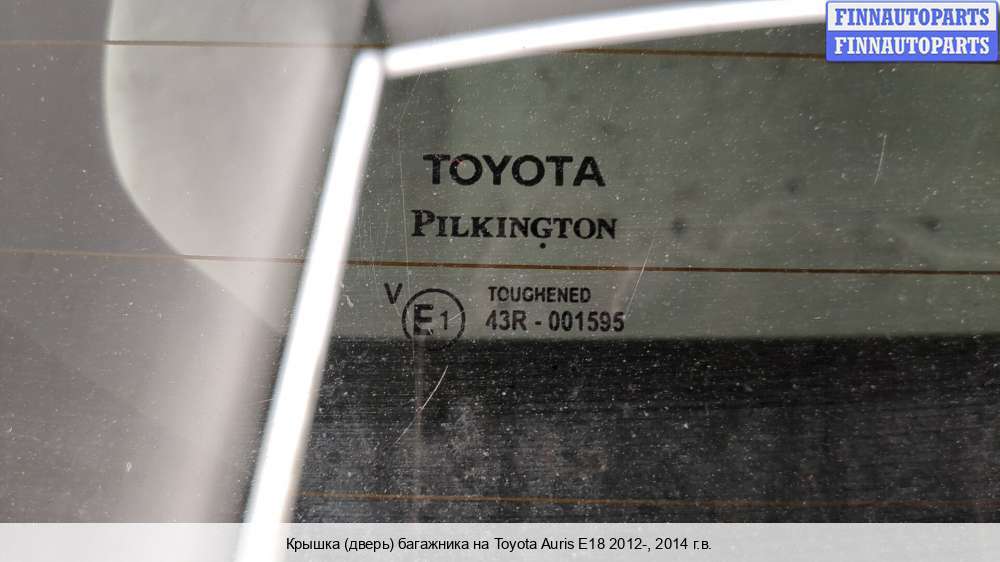 FINNAUTOPARTS
FINNAUTOPARTS
TOYOTA
PILKINGTON
V E1 TOUGHENED
43R - 001595
Крышка (дверь) багажника на Toyota Auris E18 2012-, 2014 г.в.